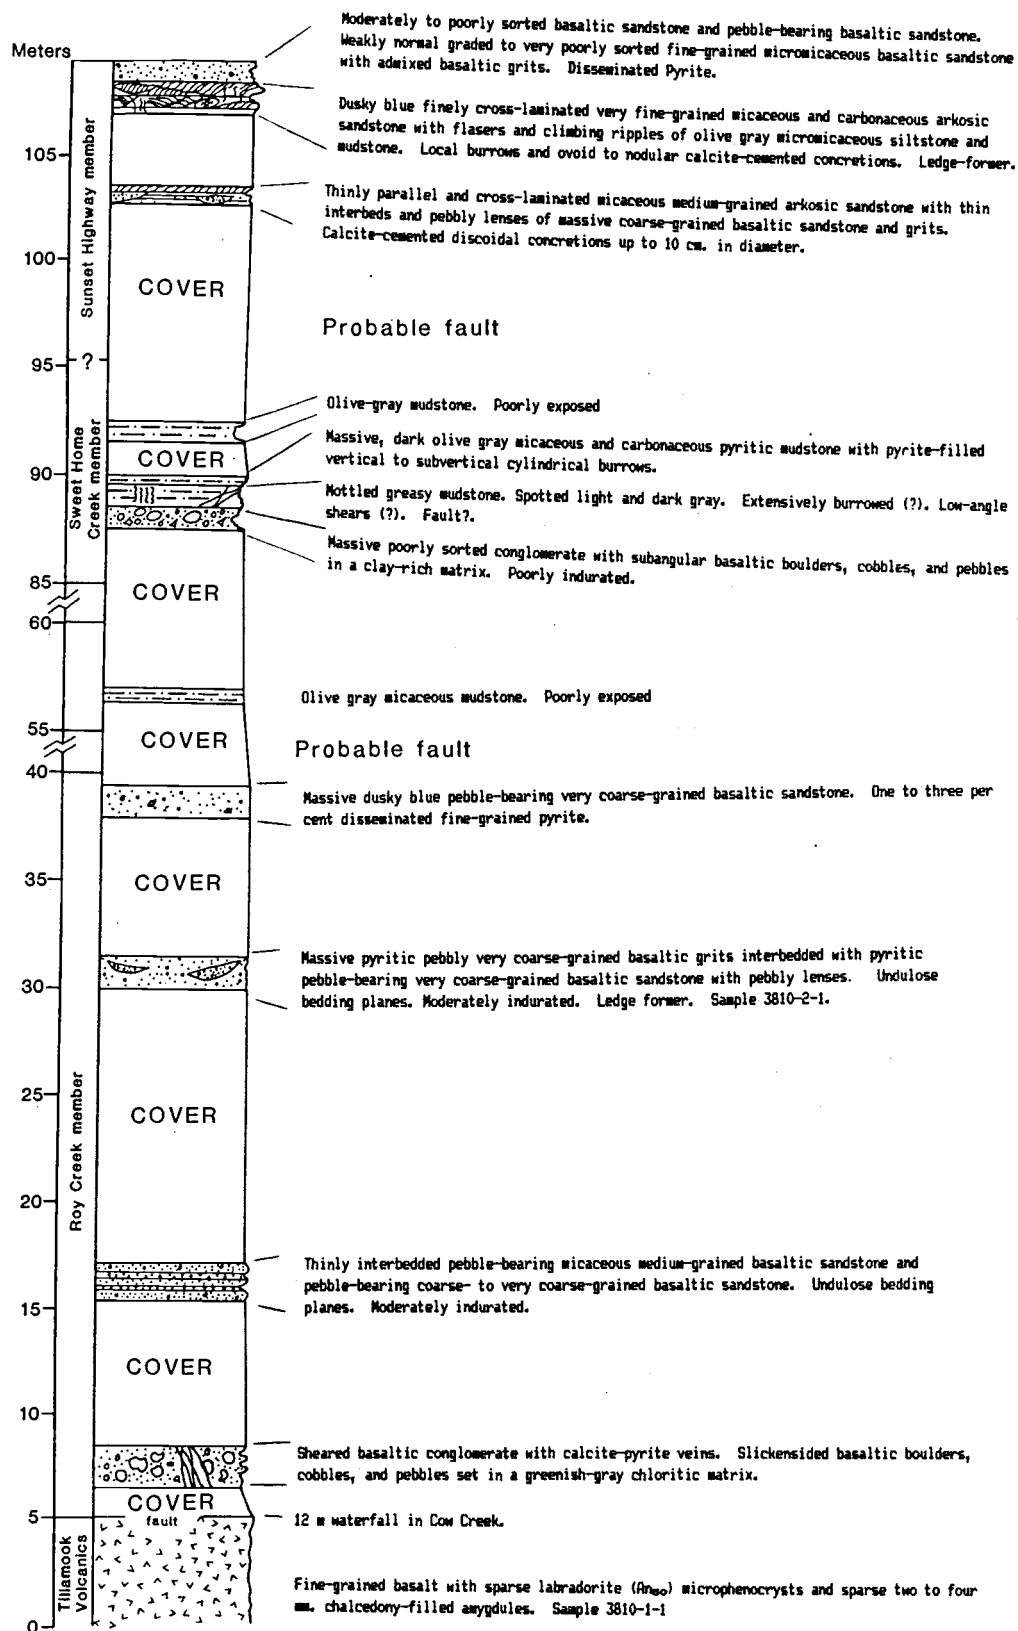 Meters
Moderately to poorly sorted basaltic sandstone and pebble-bearing basaltic sandstone.
Weakly normal graded to very poorly sorted fine-grained micromicaceous basaltic sandstone
with admixed basaltic grits. Disseminated Pyrite.
Dusky blue finely cross-laminated very fine-grained micaceous and carbonaceous arkosic
sandstone with flasers and climbing ripples of olive gray micromicaceous siltstone and
mudstone. Local burrows and ovoid to nodular calcite-cemented concretions. Ledge-former.
105
Sunset Highway member
Thinly parallel and cross-laminated micaceous medium-grained arkosic sandstone with thin
interbeds and pebbly lenses of massive coarse-grained basaltic sandstone and grits.
Calcite-cemented discoidal concretions up to 10 cm. in diameter.
100
COVER
Probable fault
95
?
Olive-gray mudstone. Poorly exposed
Sweet Home
Creek member
COVER
Massive, dark olive gray micaceous and carbonaceous pyritic mudstone with pyrite-filled
vertical to subvertical cylindrical burrows.
90
Mottled greasy mudstone. Spotted light and dark gray. Extensively burrowed (?). Low-angle
shears (?). Fault?.
Massive poorly sorted conglomerate with subangular basaltic boulders, cobbles, and pebbles
in a clay-rich matrix. Poorly indurated.
85
COVER
60
Olive gray micaceous mudstone. Poorly exposed
55
COVER
Probable fault
40
Massive dusky blue pebble-bearing very coarse-grained basaltic sandstone. One to three per
cent disseminated fine-grained pyrite.
35
COVER
Massive pyritic pebbly very coarse-grained basaltic grits interbedded with pyritic
pebble-bearing very coarse-grained basaltic sandstone with pebbly lenses. Undulose
bedding planes. Moderately indurated. Ledge former. Sample 3810-2-1.
30
25
COVER
Roy Creek member
20
Thinly interbedded pebble-bearing micaceous medium-grained basaltic sandstone and
pebble-bearing coarse- to very coarse-grained basaltic sandstone. Undulose bedding
planes. Moderately indurated.
15
COVER
10
Sheared basaltic conglomerate with calcite-pyrite veins. Slickensided basaltic boulders,
cobbles, and pebbles set in a greenish-gray chloritic matrix.
COVER
5
fault
12 m waterfall in Cow Creek.
Tillamook
Volcanics
Fine-grained basalt with sparse labradorite (An60) microphenocrysts and sparse two to four
mm. chalcedony-filled amygdules. Sample 3810-1-1
0